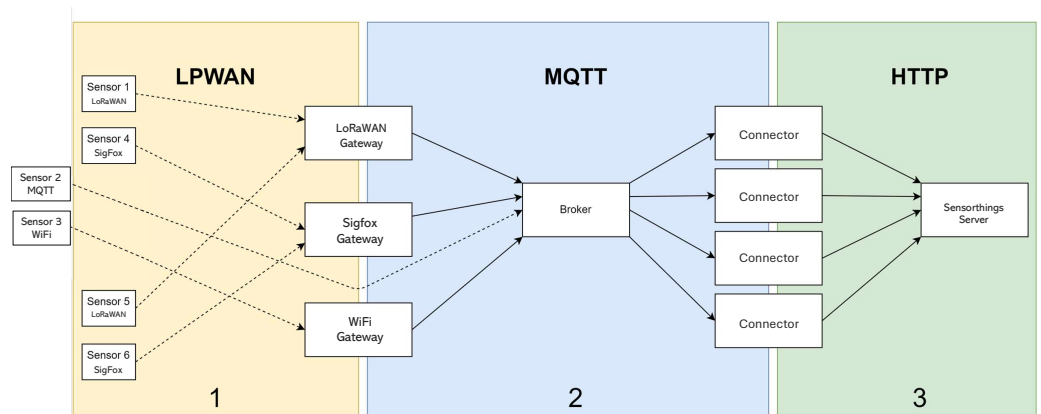 LPWAN
MQTT
HTTP
Sensor 1
LoRaWAN
Sensor 4
SigFox
Sensor 2
MQTT
Sensor 3
WiFi
Sensor 5
LoRaWAN
Sensor 6
SigFox
LoRaWAN
Gateway
Sigfox
Gateway
WiFi
Gateway
Broker
Connector
Connector
Connector
Connector
Sensorthings
Server
1
2
3